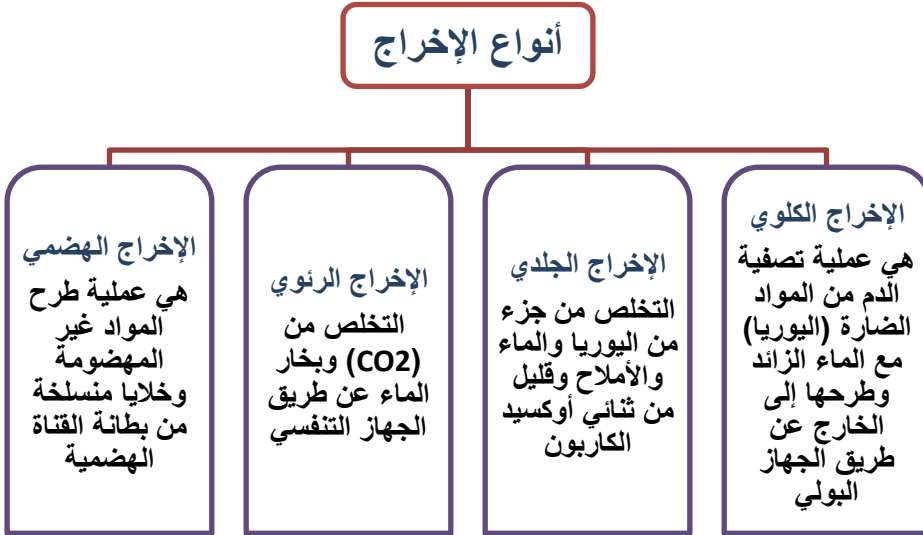 أنواع الإخراج
الإخراج الكلوي
هي عملية تصفية
الدم من المواد
الضارة (اليوريا)
مع الماء الزائد
وطرحها إلى
الخارج عن
طريق الجهاز
البولي
الإخراج الجلدي
التخلص من جزء
من اليوريا والماء
والأملاح وقليل
من ثنائي أوكسيد
الكاربون
الإخراج الرئوي
التخلص من
(CO2) وبخار
الماء عن طريق
الجهاز التنفسي
الإخراج الهضمي
هي عملية طرح
المواد غير
المهضومة
وخلايا منسلخة
من بطانة القناة
الهضمية